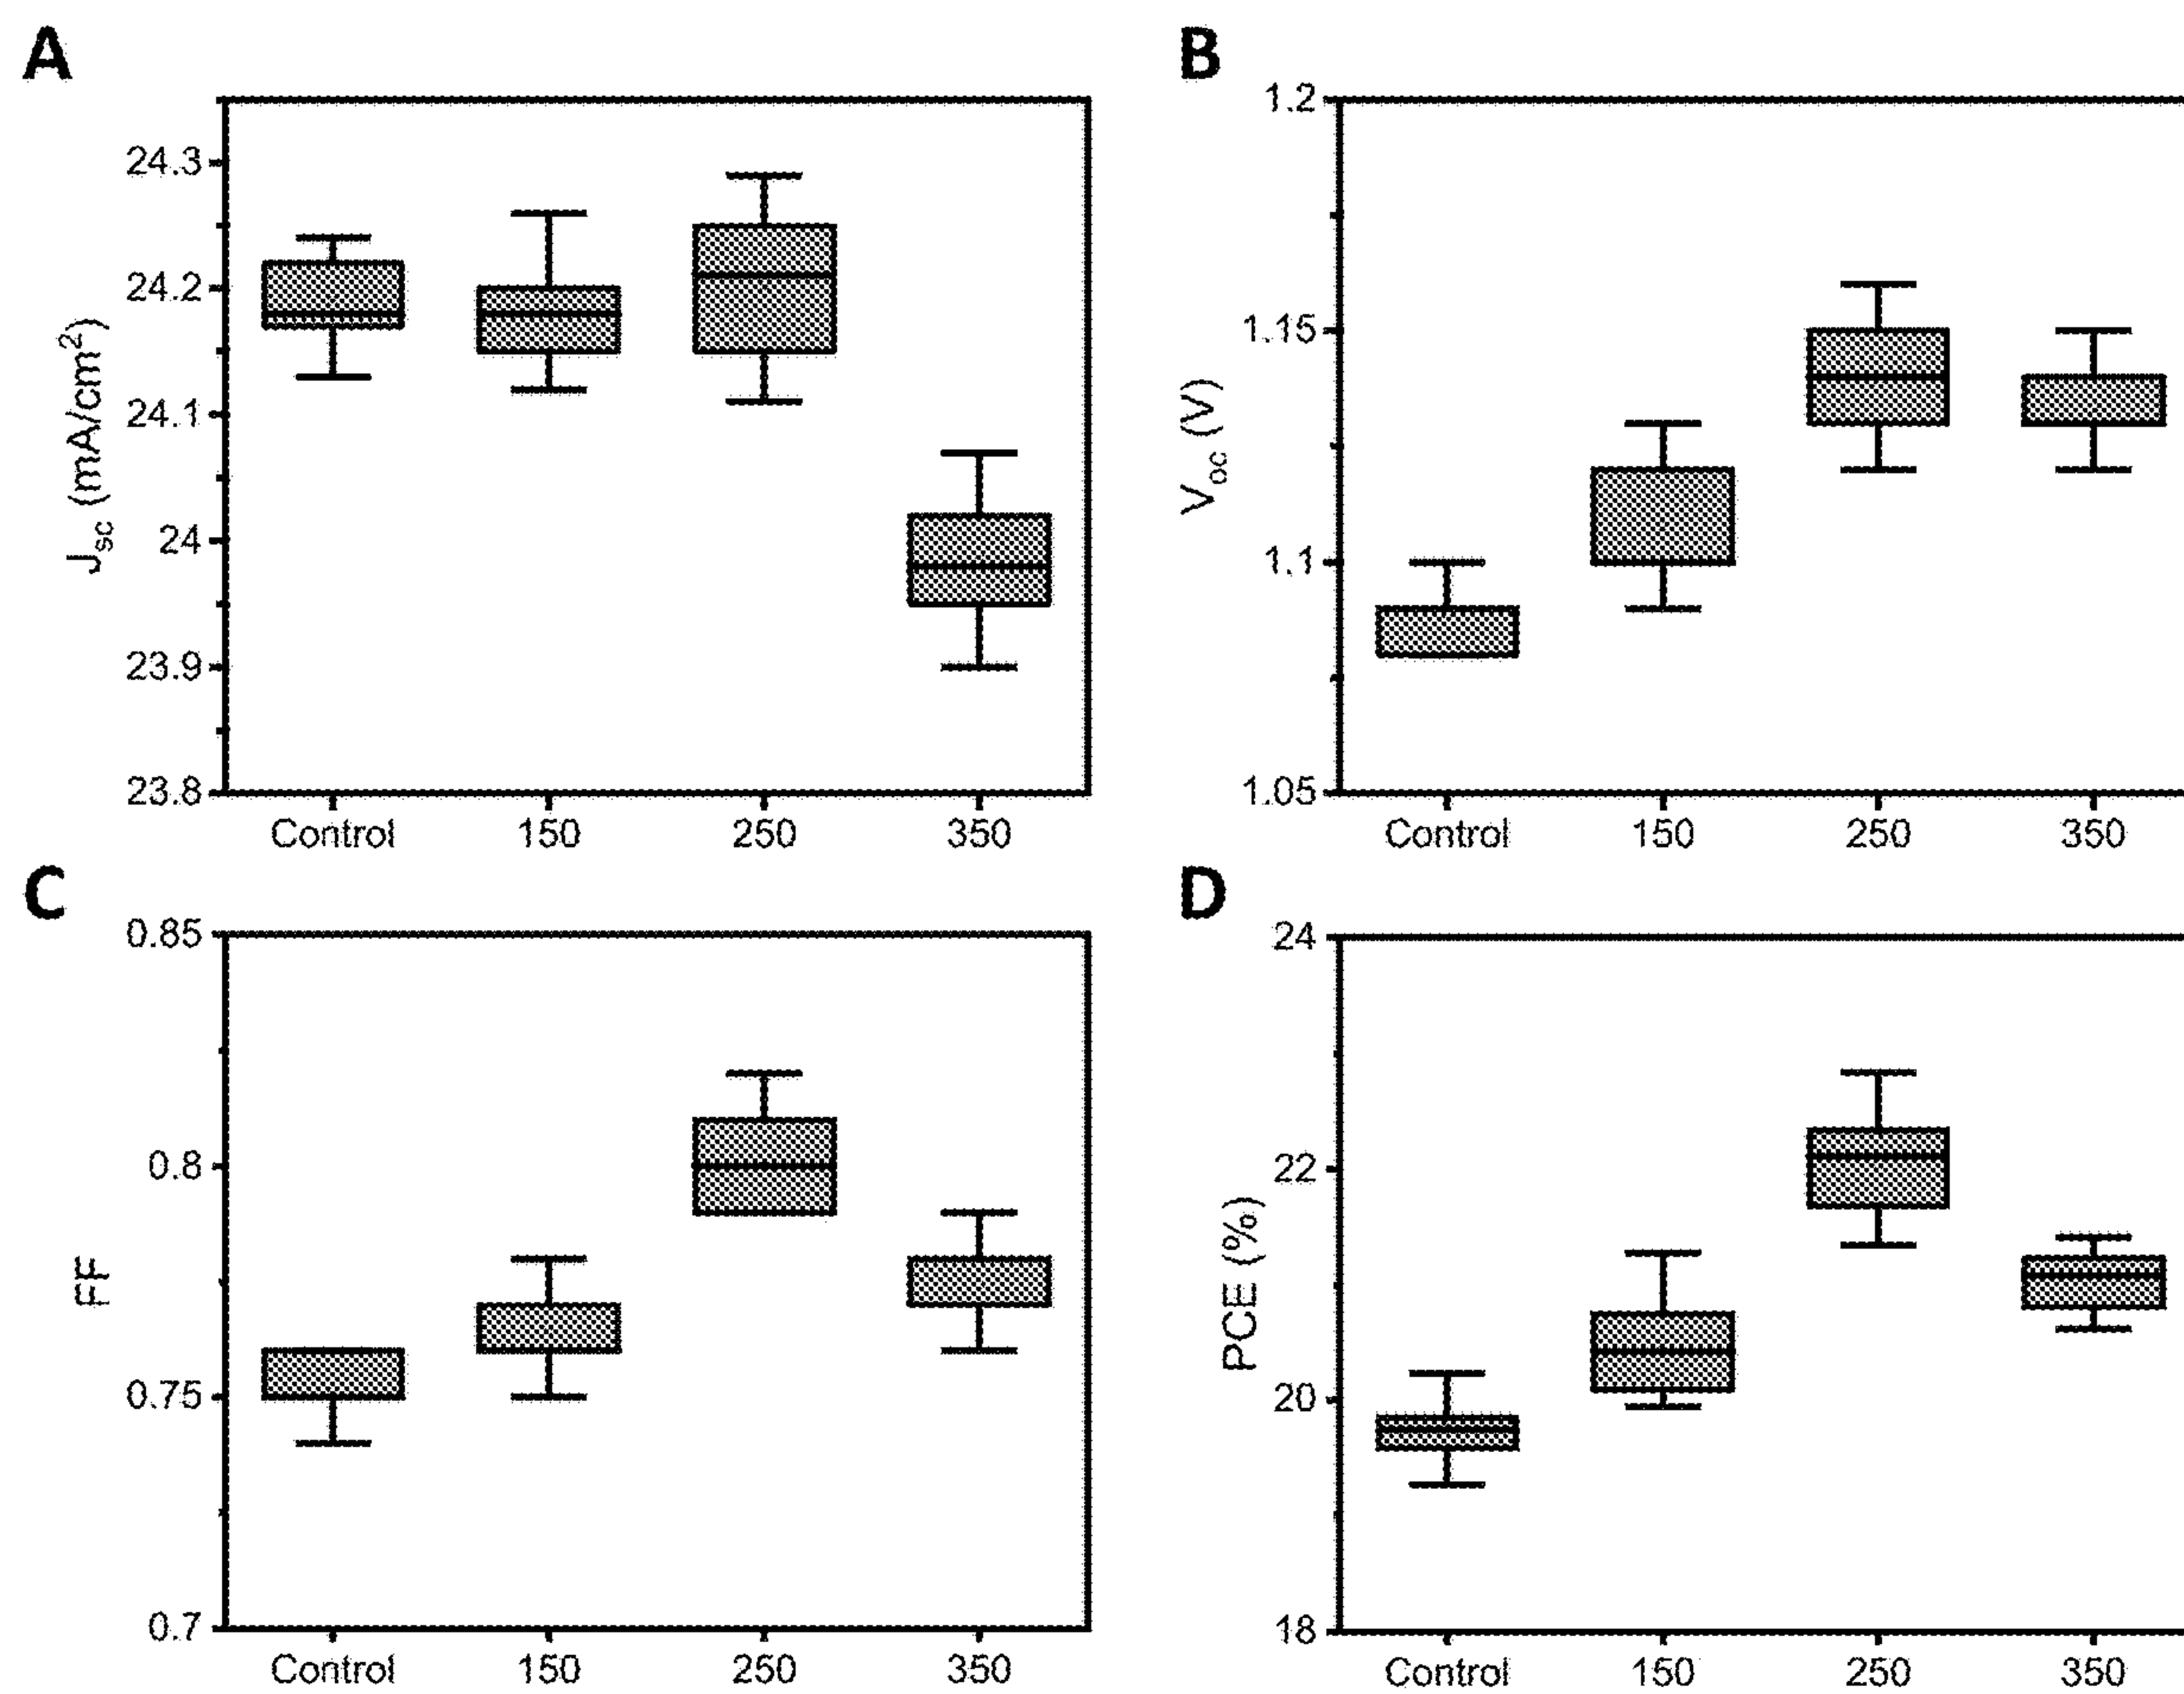 A
24.3
24.2
24.1
24
23.9
23.8
Jsc (mA/cm²)
Control 150 250 350
B
1.2
1.15
1.1
1.05
Voc (V)
Control 150 250 350
C
0.85
0.8
0.75
0.7
FF
Control 150 250 350
D
24
22
20
18
PCE (%)
Control 150 250 350